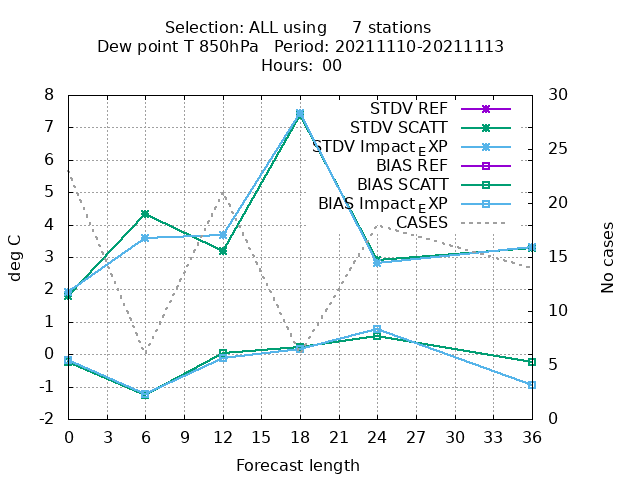 Selection: ALL using 7 stations
Dew point T 850hPa Period: 20211110-20211113
Hours: 00
8
7
6
5
4
3
2
1
0
-1
-2
deg C
30
25
20
15
10
5
0
No cases
STDV REF
STDV SCATT
STDV Impact_EXP
BIAS REF
BIAS SCATT
BIAS Impact_EXP
CASES
0 3 6 9 12 15 18 21 24 27 30 33 36
Forecast length